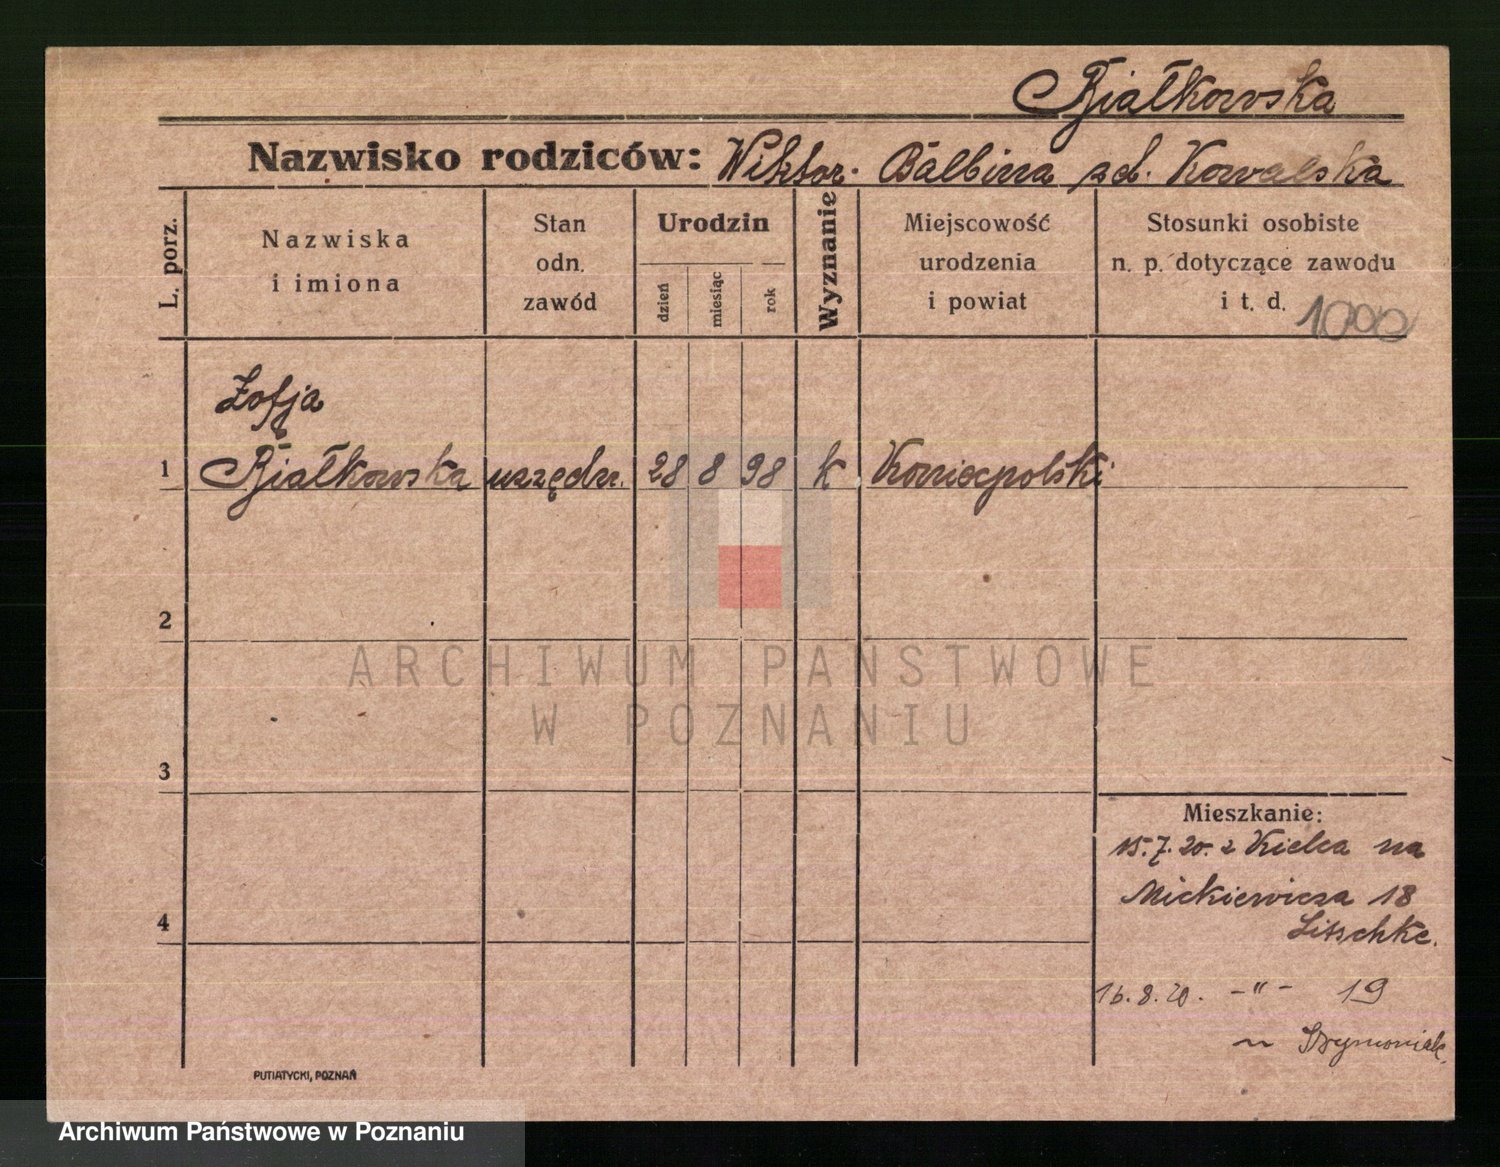 Białkowska
Nazwisko rodziców: Wiktor. Balbina zd. Kowalska
L. porz.
Nazwiska
i imiona
Stan
odn.
zawód
Urodzin
dzień
miesiąc
rok
Wyznanie
Miejscowość
urodzenia
i powiat
Stosunki osobiste
n. p. dotyczące zawodu
i t. d.
1000
Zofja
1 Białkowska urzędn. 28 8 98 k Koniecpolski
2
ARCHIWUM PAŃSTWOWE
W POZNANIU
3
Mieszkanie:
15.7.20. z Kielca na
Mickiewicza 18
Litschke.
4
16.8.20. -"- 19
Szymoniak.
PUTIATYCKI, POZNAŃ
Archiwum Państwowe w Poznaniu